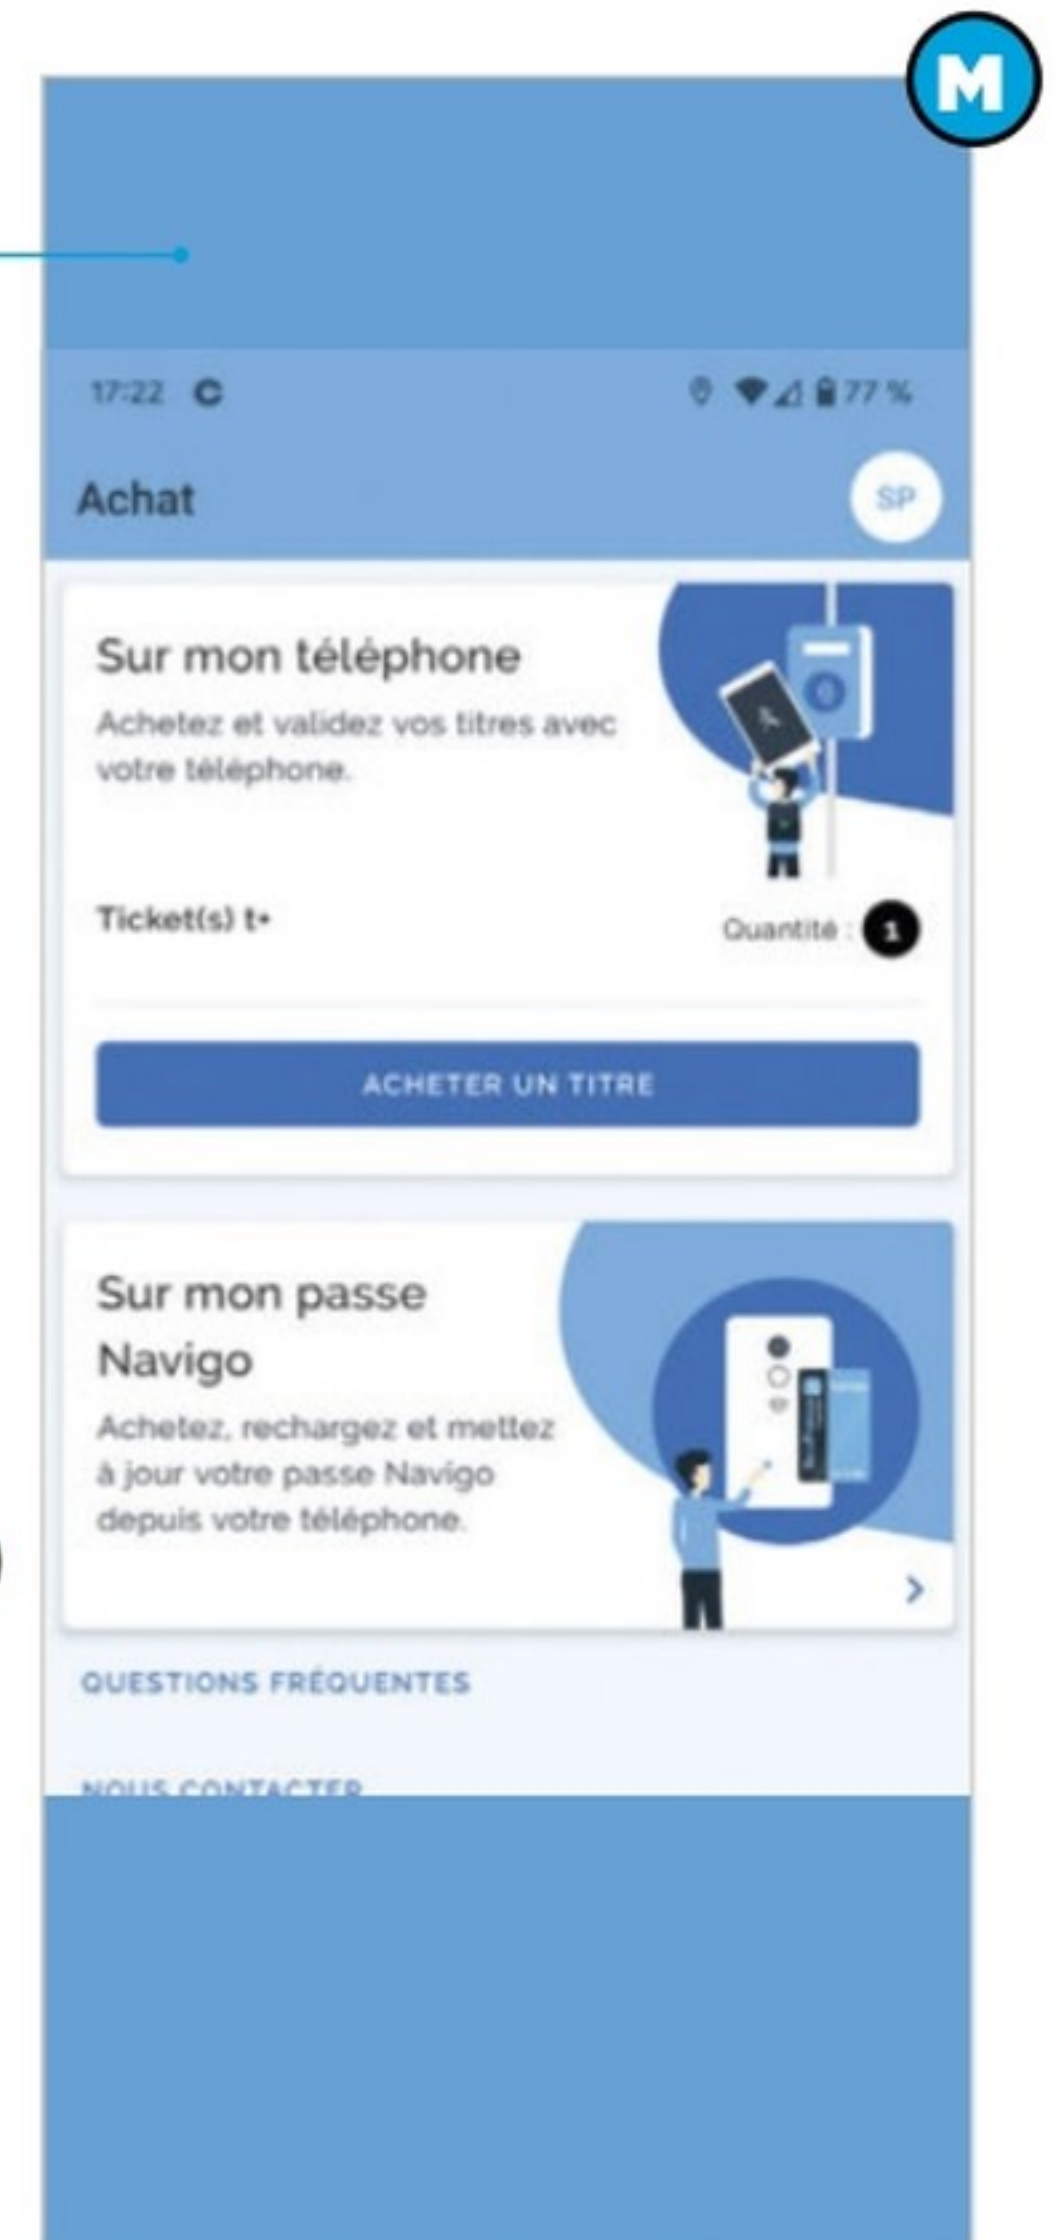 M
17:22
77 %
Achat
SP
Sur mon téléphone
Achetez et validez vos titres avec
votre téléphone.
Ticket(s) t+
Quantité : 1
ACHETER UN TITRE
Sur mon passe
Navigo
Achetez, rechargez et mettez
à jour votre passe Navigo
depuis votre téléphone.
QUESTIONS FRÉQUENTES
NOUS CONTACTER